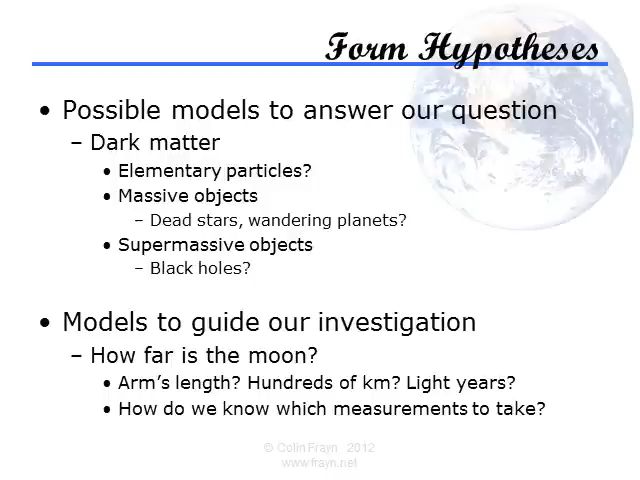 Form Hypotheses
• Possible models to answer our question
– Dark matter
• Elementary particles?
• Massive objects
– Dead stars, wandering planets?
• Supermassive objects
– Black holes?
• Models to guide our investigation
– How far is the moon?
• Arm's length? Hundreds of km? Light years?
• How do we know which measurements to take?
© Colin Frayn 2012
www.frayn.net